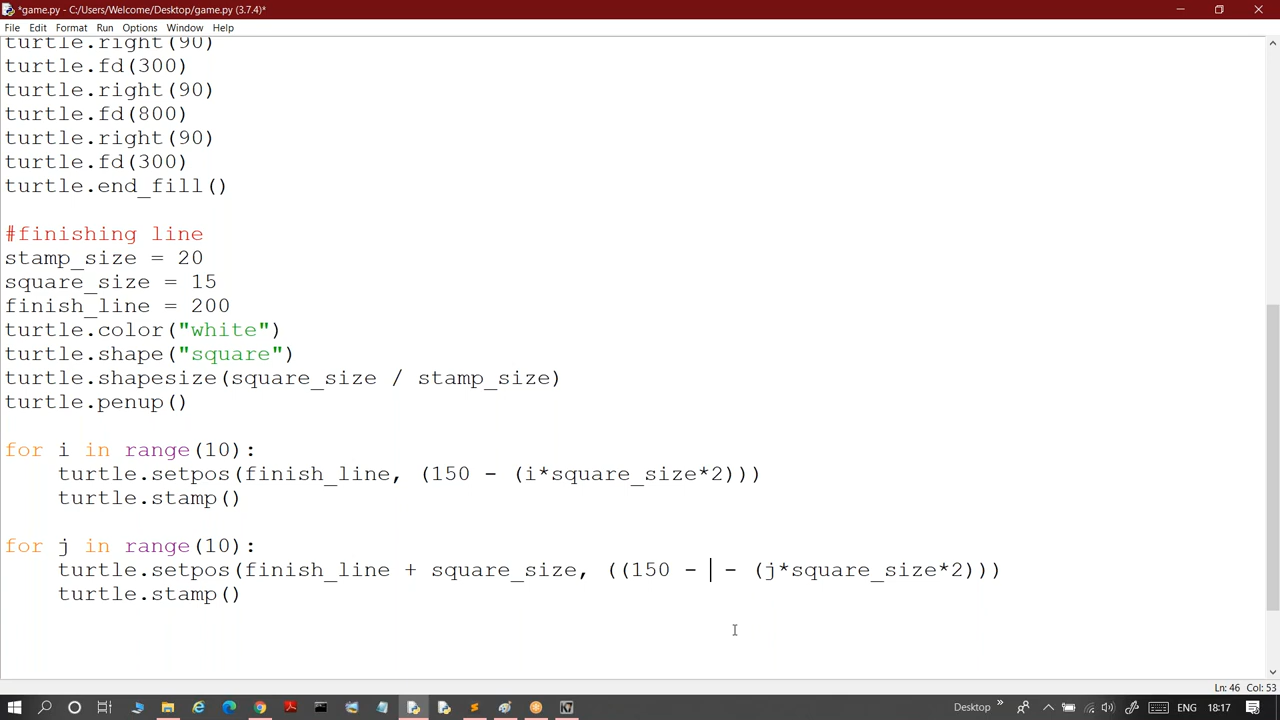 *game.py - C:/Users/Welcome/Desktop/game.py (3.7.4)*
File Edit Format Run Options Window Help
turtle.right(90)
turtle.fd(300)
turtle.right(90)
turtle.fd(800)
turtle.right(90)
turtle.fd(300)
turtle.end_fill()
#finishing line
stamp_size = 20
square_size = 15
finish_line = 200
turtle.color("white")
turtle.shape("square")
turtle.shapesize(square_size / stamp_size)
turtle.penup()
for i in range(10):
    turtle.setpos(finish_line, (150 - (i*square_size*2)))
    turtle.stamp()
for j in range(10):
    turtle.setpos(finish_line + square_size, ((150 - - (j*square_size*2)))
    turtle.stamp()
Ln: 46 Col: 53
Desktop ENG 18:17